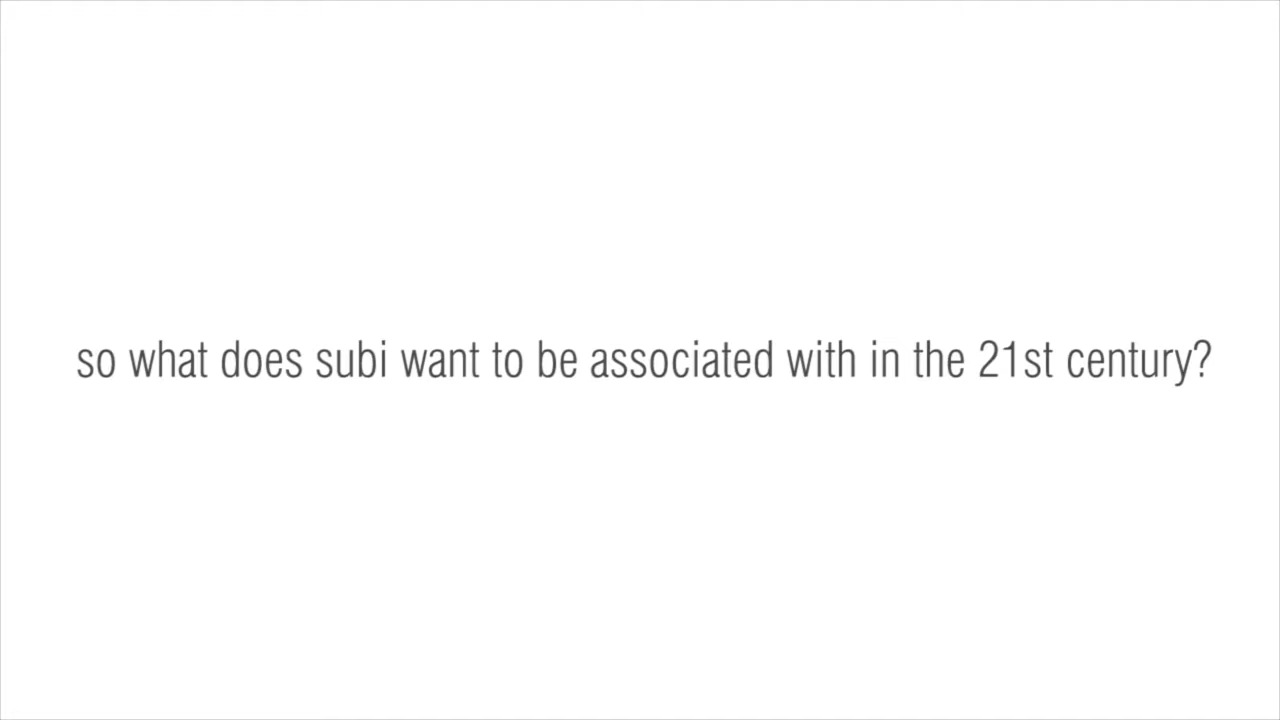 so what does subi want to be associated with in the 21st century?